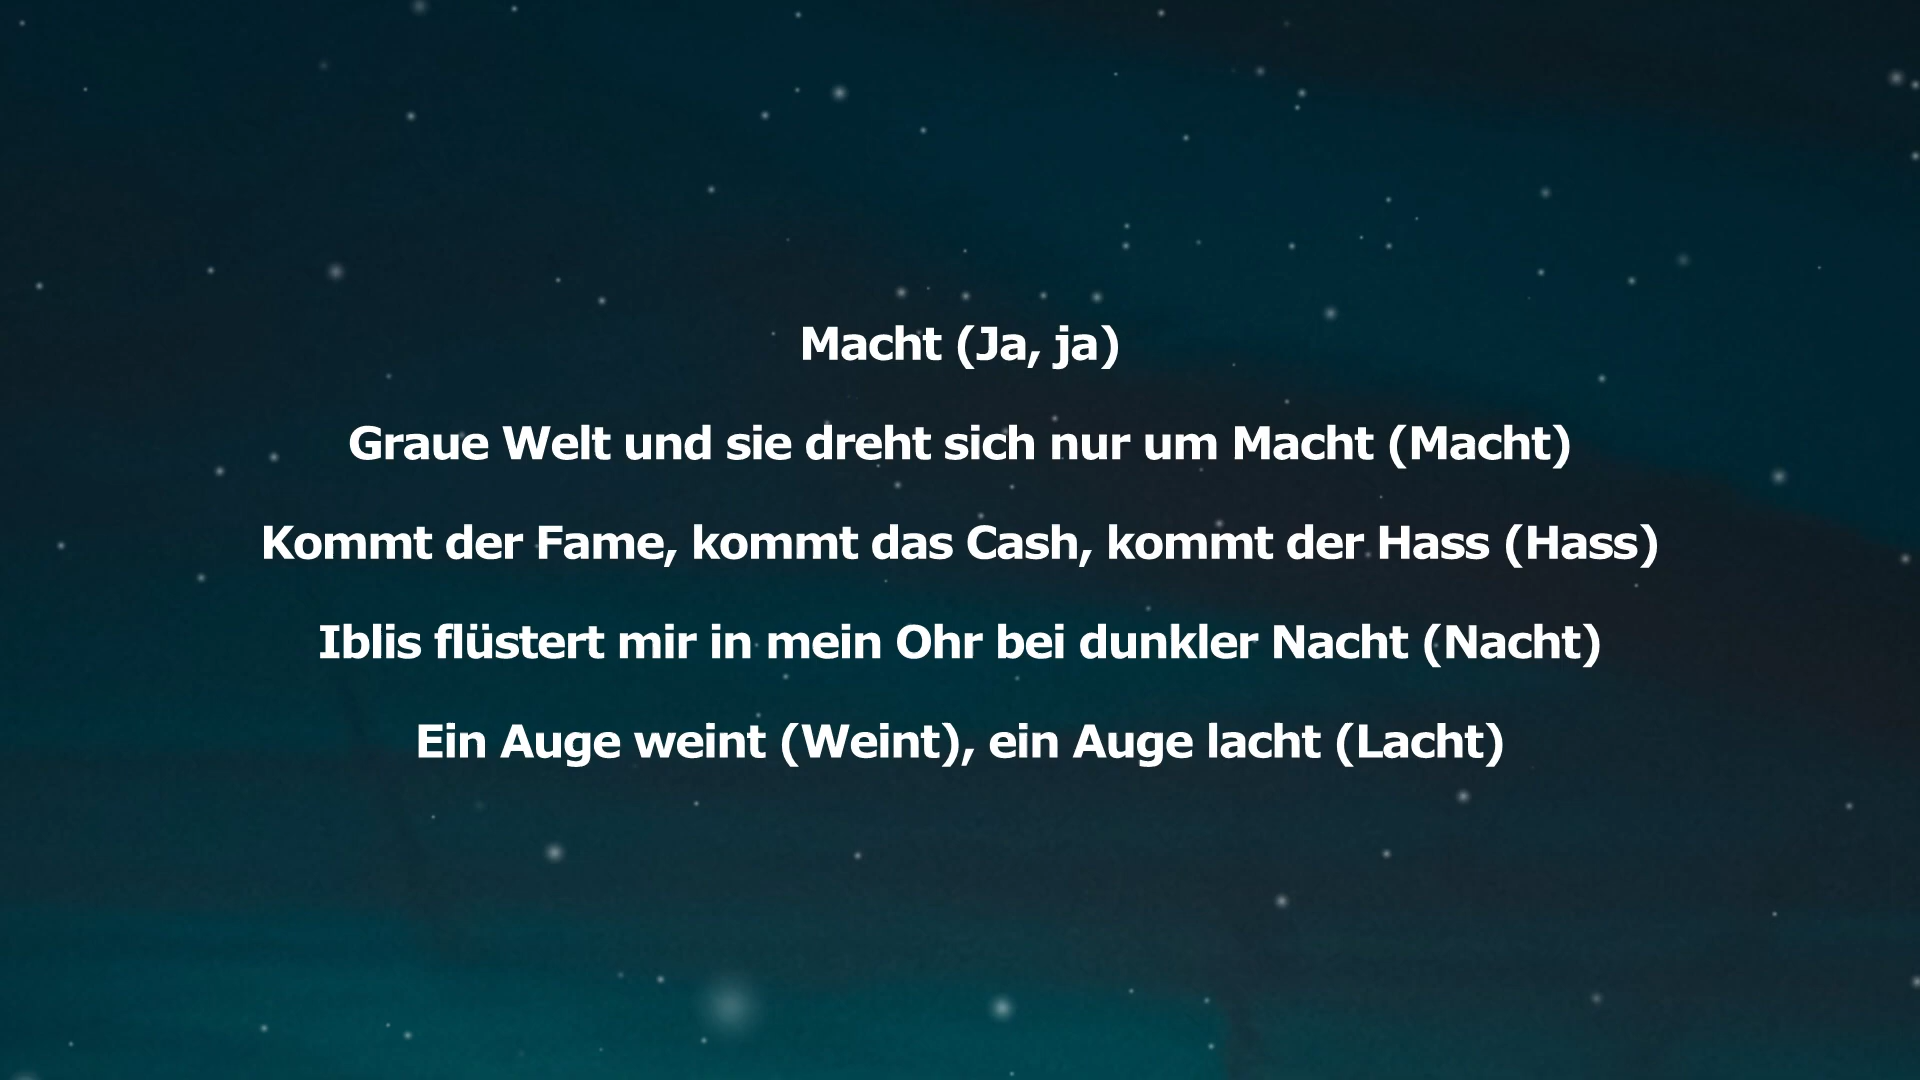 Macht (Ja, ja)
Graue Welt und sie dreht sich nur um Macht (Macht)
Kommt der Fame, kommt das Cash, kommt der Hass (Hass)
Iblis flüstert mir in mein Ohr bei dunkler Nacht (Nacht)
Ein Auge weint (Weint), ein Auge lacht (Lacht)